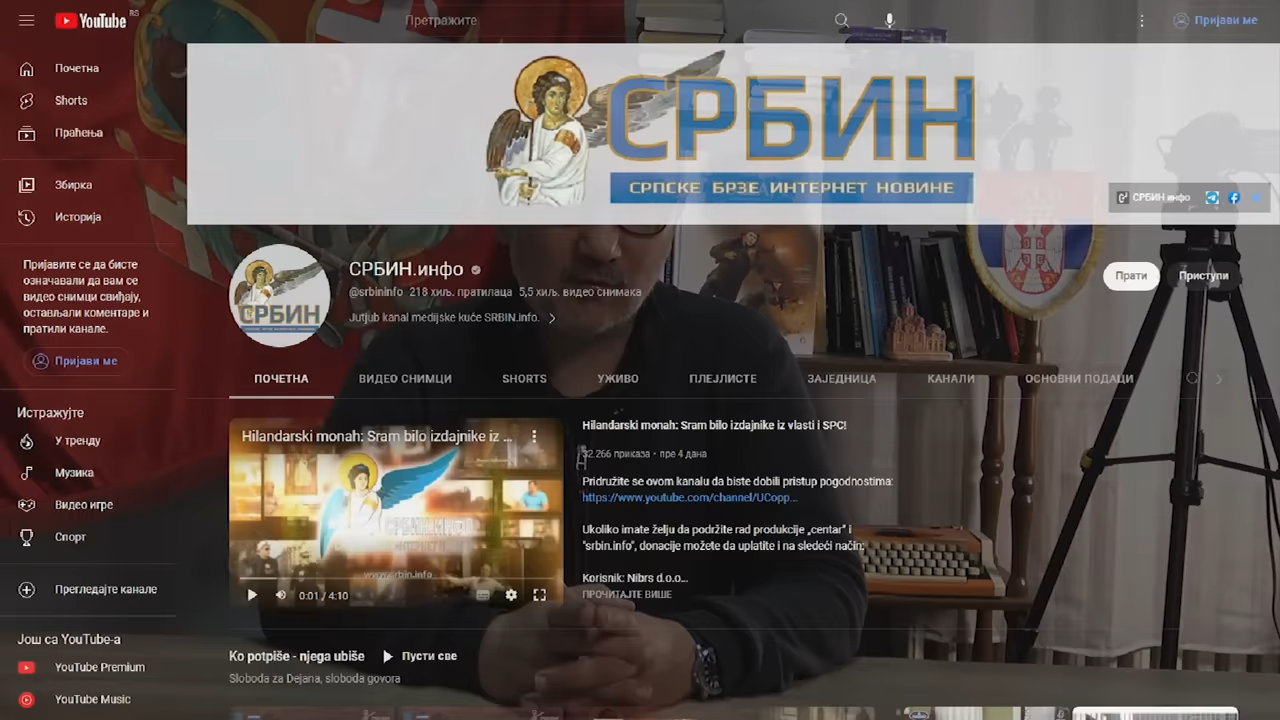 YouTube RS
Претражите
Пријави ме
Почетна
Shorts
Праћења
Збирка
Историја
Пријавите се да бисте
означавали да вам се
видео снимци свиђају,
остављали коментаре и
пратили канале.
Пријави ме
Истражујте
У тренду
Музика
Видео игре
Спорт
Прегледајте канале
Још са YouTube-а
YouTube Premium
YouTube Music
СРБИН
СРПСКЕ БРЗЕ ИНТЕРНЕТ НОВИНЕ
СРБИН инфо
СРБИН
СРБИН.инфо
@srbininfo 218 хиљ. пратилаца 5,5 хиљ. видео снимака
Jutjub kanal medijske kuće SRBIN.info.
Прати
Приступи
ПОЧЕТНА ВИДЕО СНИМЦИ SHORTS УЖИВО ПЛЕЈЛИСТЕ ЗАЈЕДНИЦА КАНАЛИ ОСНОВНИ ПОДАЦИ
Hilandarski monah: Sram bilo izdajnike iz ...
СРБИН.ИНФО
www.srbin.info
0:01 / 4:10
Hilandarski monah: Sram bilo izdajnike iz vlasti i SPC!
32.266 приказа • пре 4 дана
Pridružite se ovom kanalu da biste dobili pristup pogodnostima:
https://www.youtube.com/channel/UCopp...
Ukoliko imate želju da podržite rad produkcije „centar" i
"srbin.info", donacije možete da uplatite i na sledeći način:
Korisnik: Nibrs d.o.o...
ПРОЧИТАЈТЕ ВИШЕ
Ko potpiše - njega ubiše
Пусти све
Sloboda za Dejana, sloboda govora